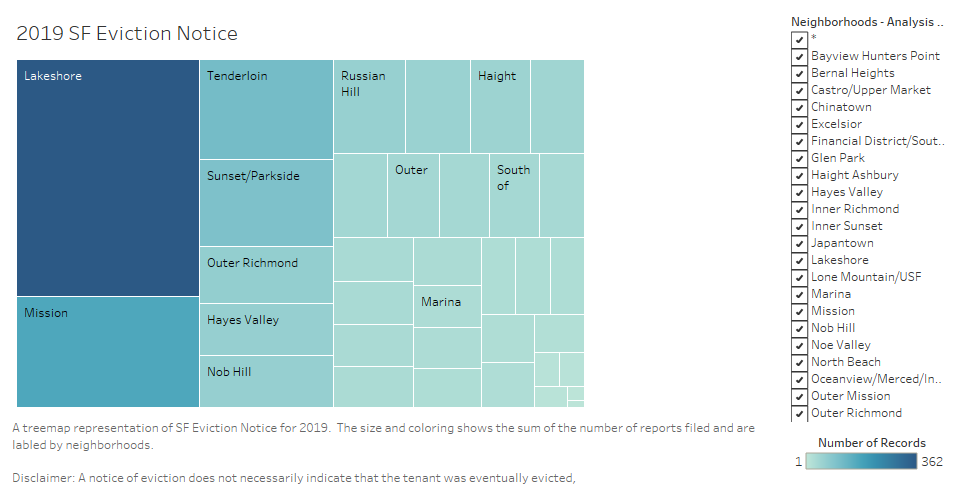 2019 SF Eviction Notice
Lakeshore
Mission
Tenderloin
Sunset/Parkside
Outer Richmond
Hayes Valley
Nob Hill
Russian
Hill
Haight
Outer
South
of
Marina
A treemap representation of SF Eviction Notice for 2019. The size and coloring shows the sum of the number of reports filed and are
labled by neighborhoods.
Disclaimer: A notice of eviction does not necessarily indicate that the tenant was eventually evicted,
Neighborhoods - Analysis ..
*
Bayview Hunters Point
Bernal Heights
Castro/Upper Market
Chinatown
Excelsior
Financial District/Sout..
Glen Park
Haight Ashbury
Hayes Valley
Inner Richmond
Inner Sunset
Japantown
Lakeshore
Lone Mountain/USF
Marina
Mission
Nob Hill
Noe Valley
North Beach
Oceanview/Merced/In..
Outer Mission
Outer Richmond
Number of Records
1 362